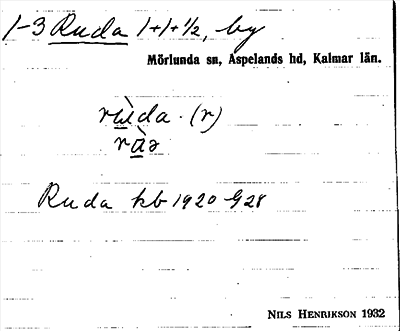 1-3 Ruda 1+1+1/2, by
Mörlunda sn, Aspelands hd, Kalmar län.
rùda. (r)
Ruda kb 1920 G28
NILS HENRIKSON 1932